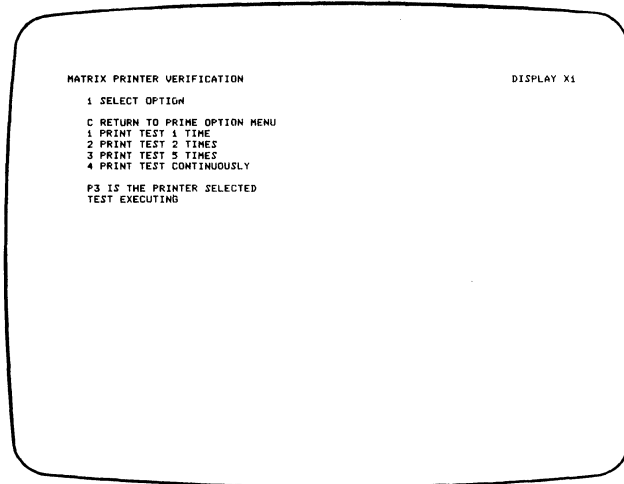 MATRIX PRINTER VERIFICATION DISPLAY X1
1 SELECT OPTION
C RETURN TO PRIME OPTION MENU
1 PRINT TEST 1 TIME
2 PRINT TEST 2 TIMES
3 PRINT TEST 5 TIMES
4 PRINT TEST CONTINUOUSLY
P3 IS THE PRINTER SELECTED
TEST EXECUTING